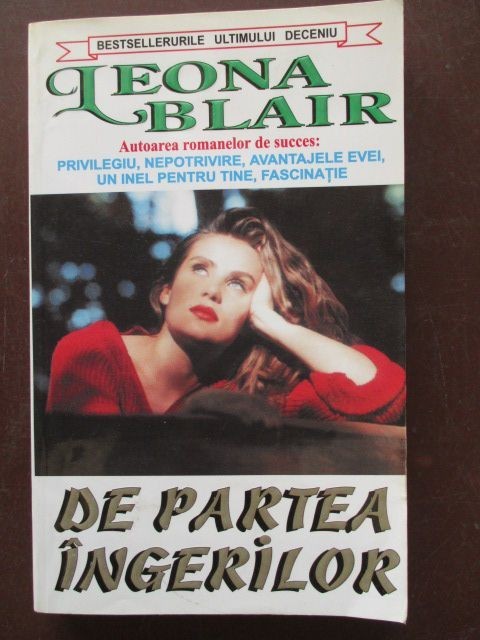 BESTSELLERURILE ULTIMULUI DECENIU
LEONA
BLAIR
Autoarea romanelor de succes:
PRIVILEGIU, NEPOTRIVIRE, AVANTAJELE EVEI,
UN INEL PENTRU TINE, FASCINAŢIE
DE PARTEA
ÎNGERiLOR